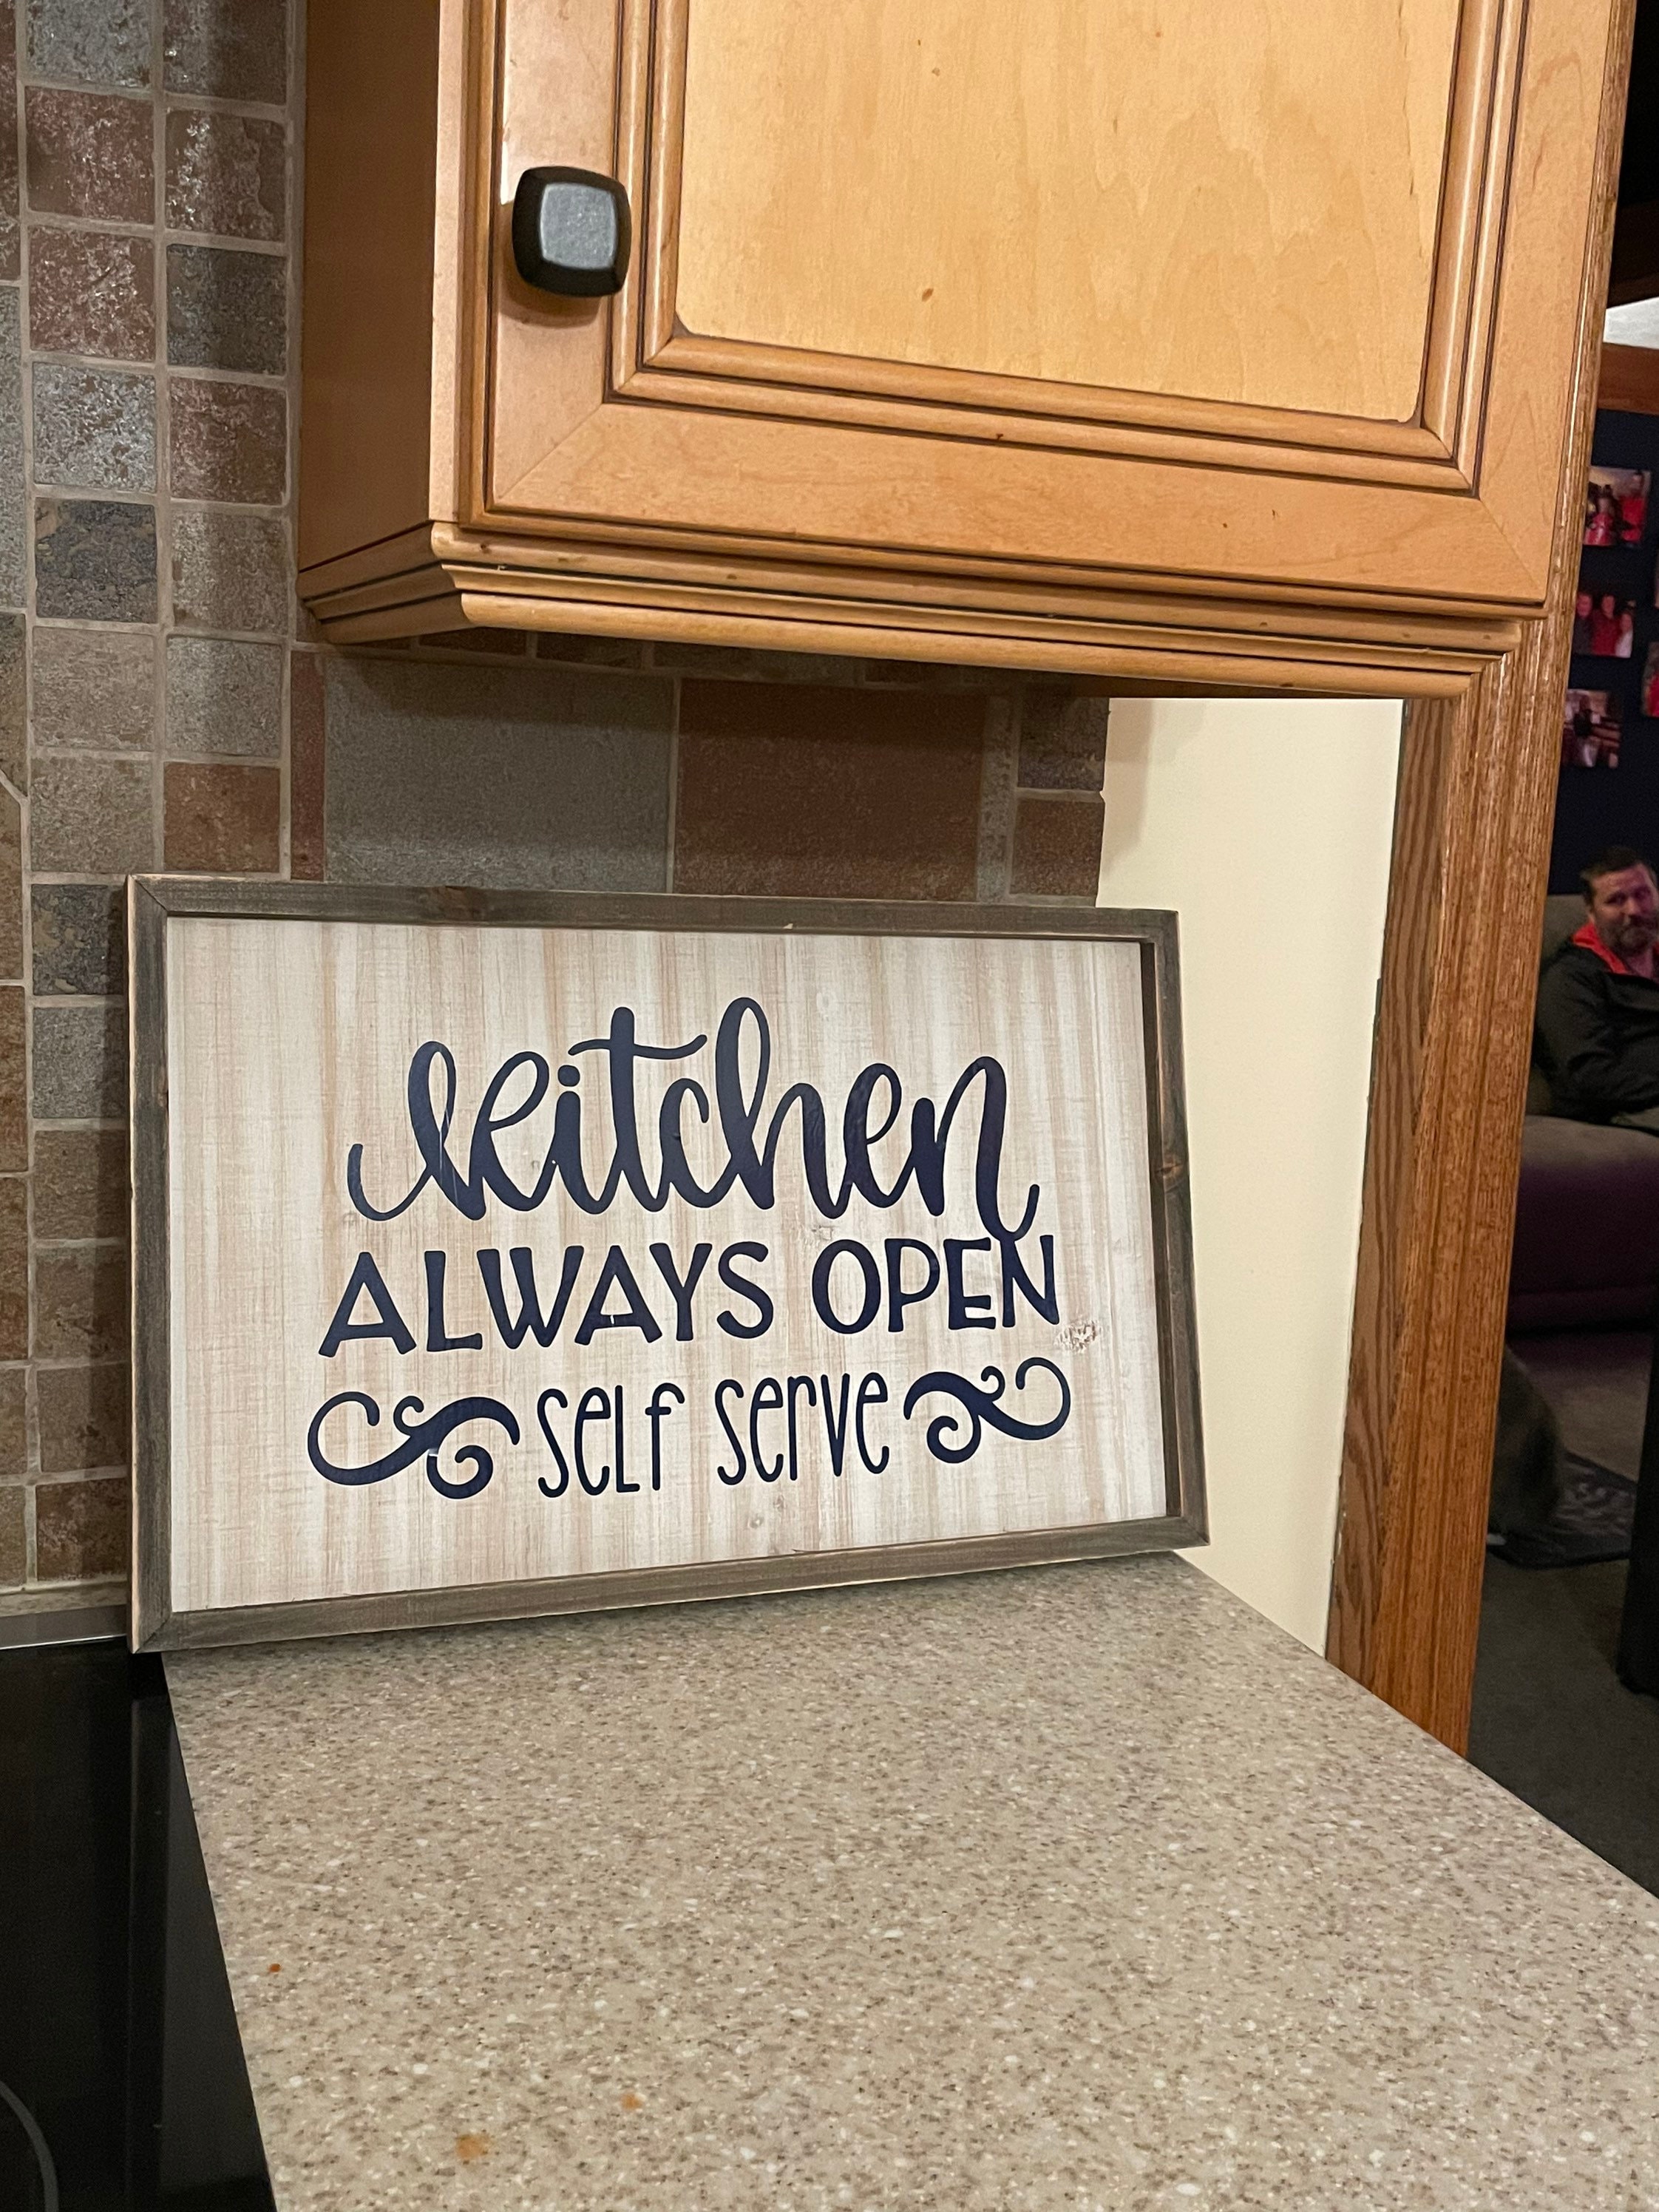 kitchen
ALWAYS OPEN
seLf serve